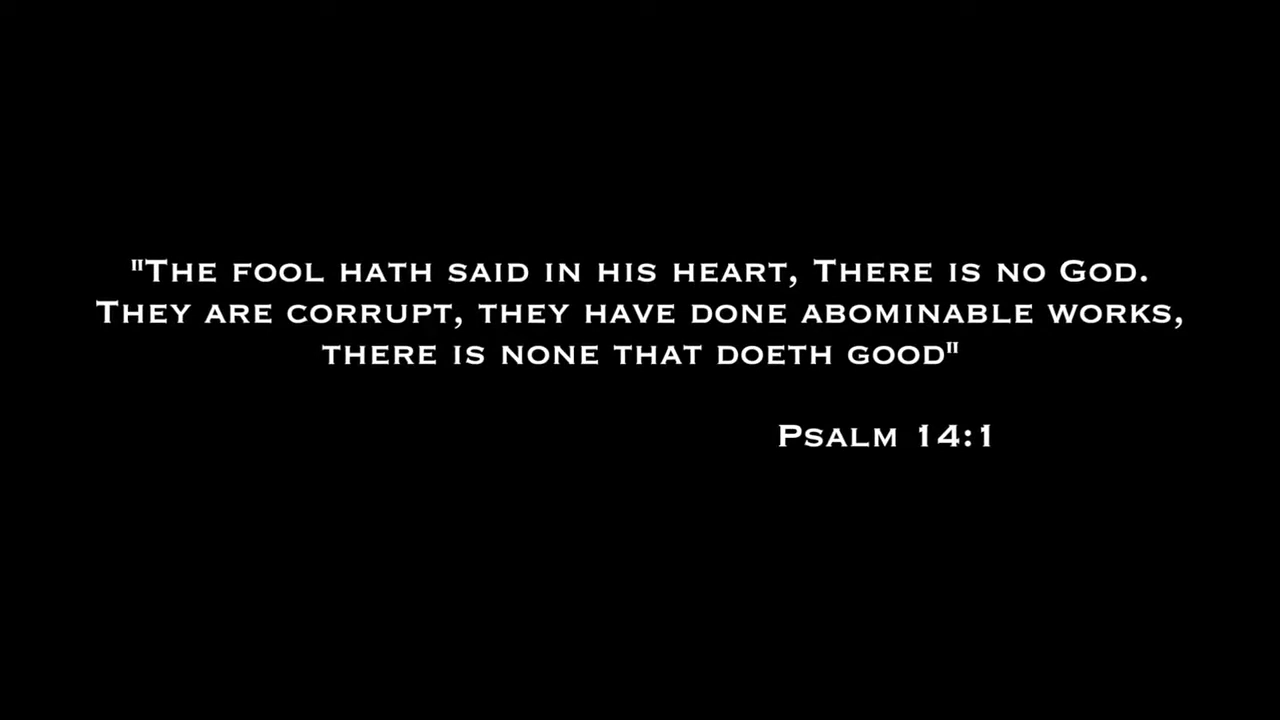 "The fool hath said in his heart, There is no God.
They are corrupt, they have done abominable works,
there is none that doeth good"
Psalm 14:1